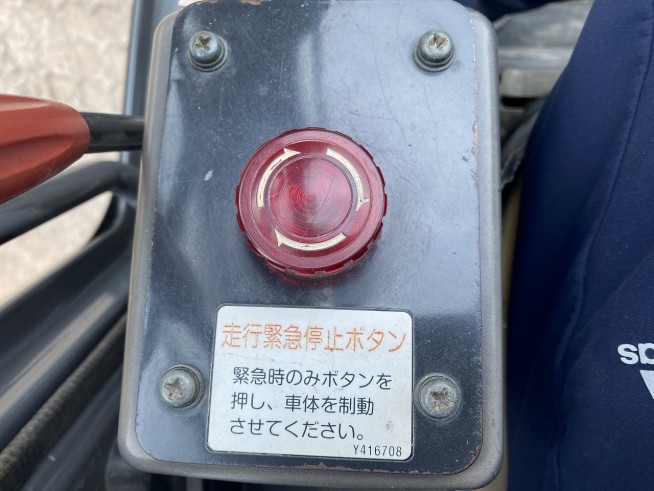 走行緊急停止ボタン
緊急時のみボタンを
押し、車体を制動
させてください。
Y416708